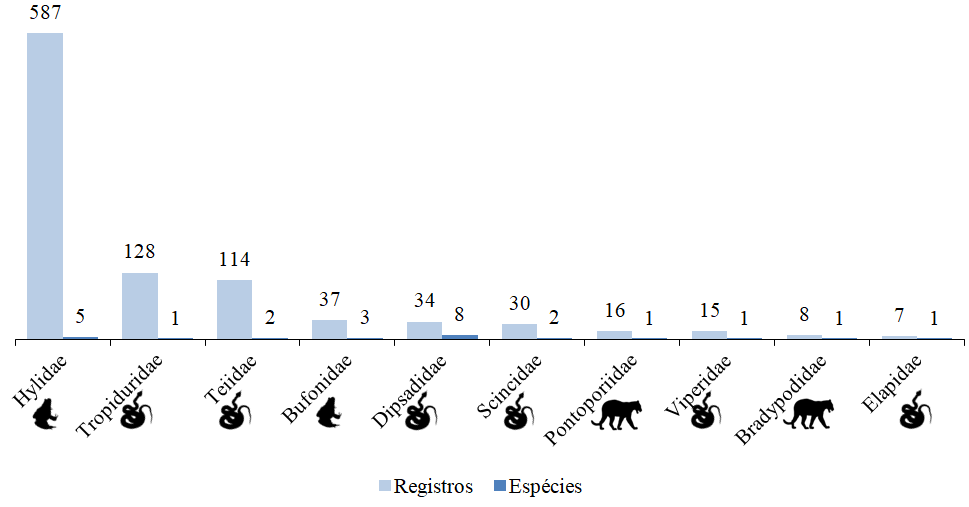 587
128
114
37
34
30
16
15
8
7
5
1
2
3
8
2
1
1
1
1
Hylidae
Tropiduridae
Teiidae
Bufonidae
Dipsadidae
Scincidae
Pontoporiidae
Viperidae
Bradypodidae
Elapidae
Registros
Espécies